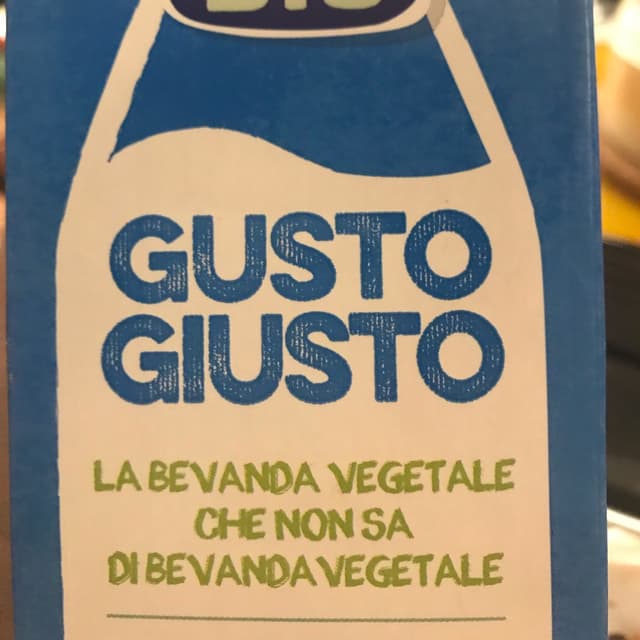 GUSTO
GIUSTO
LA BEVANDA VEGETALE
CHE NON SA
DI BEVANDA VEGETALE